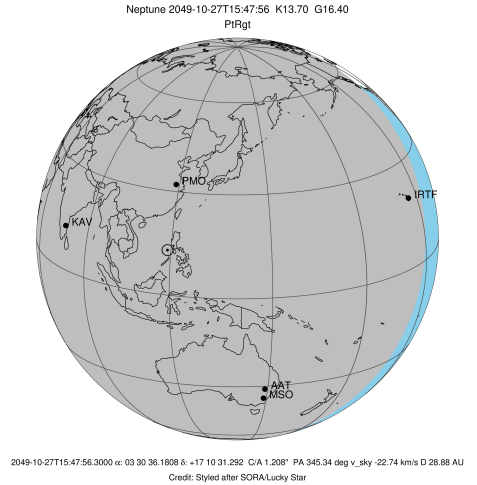 Neptune 2049-10-27T15:47:56 K13.70 G16.40
PtRgt
PMO
IRTF
KAV
AAT
MSO
2049-10-27T15:47:56.3000 α: 03 30 36.1808 δ: +17 10 31.292 C/A 1.208" PA 345.34 deg v_sky -22.74 km/s D 28.88 AU
Credit: Styled after SORA/Lucky Star